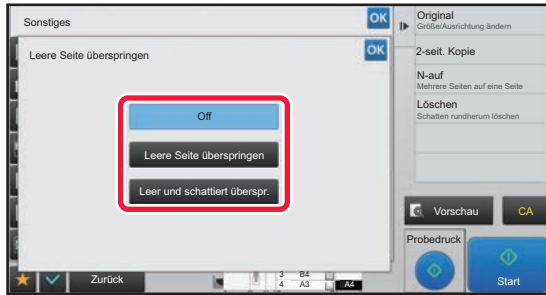 Sonstiges
OK
Leere Seite überspringen
OK
Off
Leere Seite überspringen
Leer und schattiert überspr.
Zurück
3 B4
4 A3
A4
Original
Größe/Ausrichtung ändern
2-seit. Kopie
N-auf
Mehrere Seiten auf eine Seite
Löschen
Schatten rundherum löschen
Vorschau
CA
Probedruck
Start